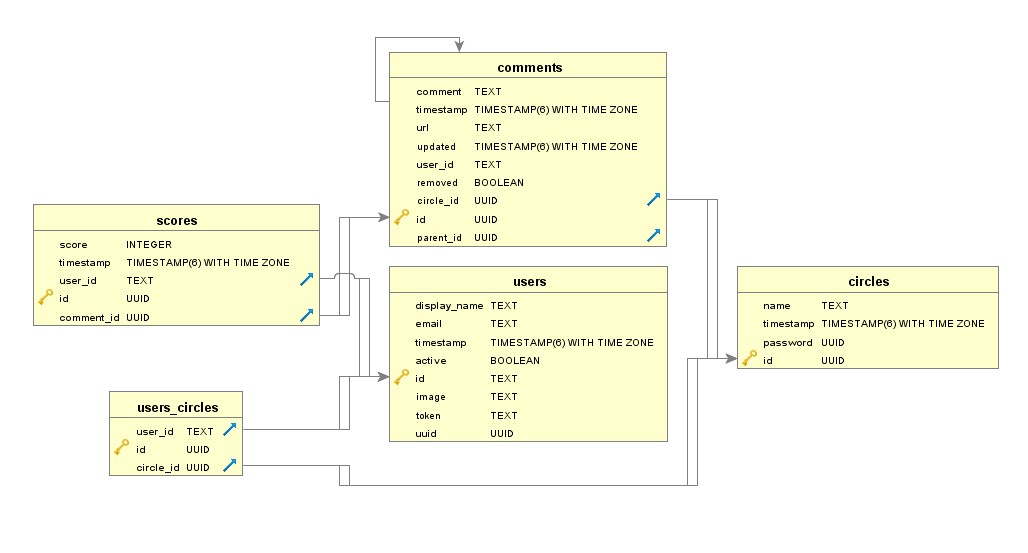 comments
comment TEXT
timestamp TIMESTAMP(6) WITH TIME ZONE
url TEXT
updated TIMESTAMP(6) WITH TIME ZONE
user_id TEXT
removed BOOLEAN
circle_id UUID
id UUID
parent_id UUID
scores
score INTEGER
timestamp TIMESTAMP(6) WITH TIME ZONE
user_id TEXT
id UUID
comment_id UUID
users
display_name TEXT
email TEXT
timestamp TIMESTAMP(6) WITH TIME ZONE
active BOOLEAN
id TEXT
image TEXT
token TEXT
uuid UUID
circles
name TEXT
timestamp TIMESTAMP(6) WITH TIME ZONE
password UUID
id UUID
users_circles
user_id TEXT
id UUID
circle_id UUID